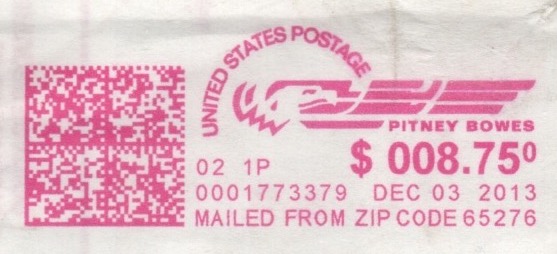 UNITED STATES POSTAGE
PITNEY BOWES
02 1P $ 008.75⁰
0001773379 DEC 03 2013
MAILED FROM ZIP CODE 65276